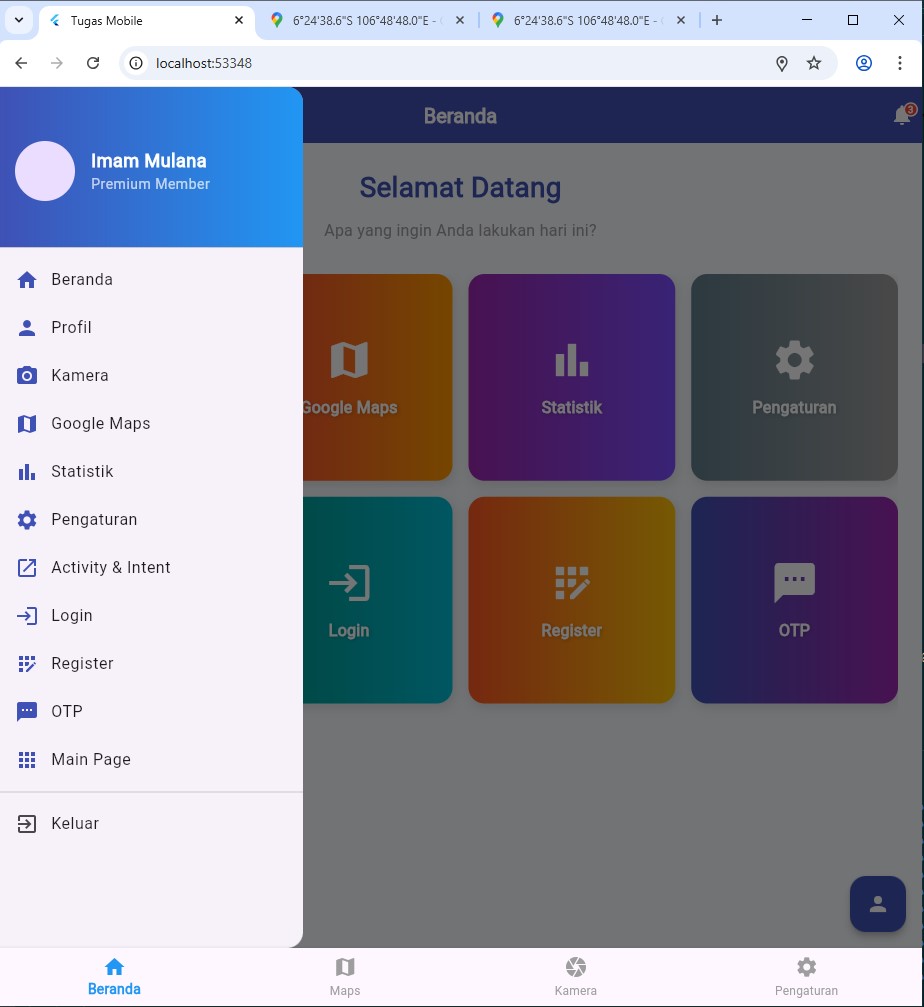 Tugas Mobile
6°24'38.6"S 106°48'48.0"E -
6°24'38.6"S 106°48'48.0"E -
localhost:53348
Beranda
3
Imam Mulana
Premium Member
Selamat Datang
Apa yang ingin Anda lakukan hari ini?
Beranda
Profil
Kamera
Google Maps
Statistik
Pengaturan
Activity & Intent
Login
Register
OTP
Main Page
Keluar
Google Maps
Statistik
Pengaturan
Login
Register
OTP
Beranda
Maps
Kamera
Pengaturan